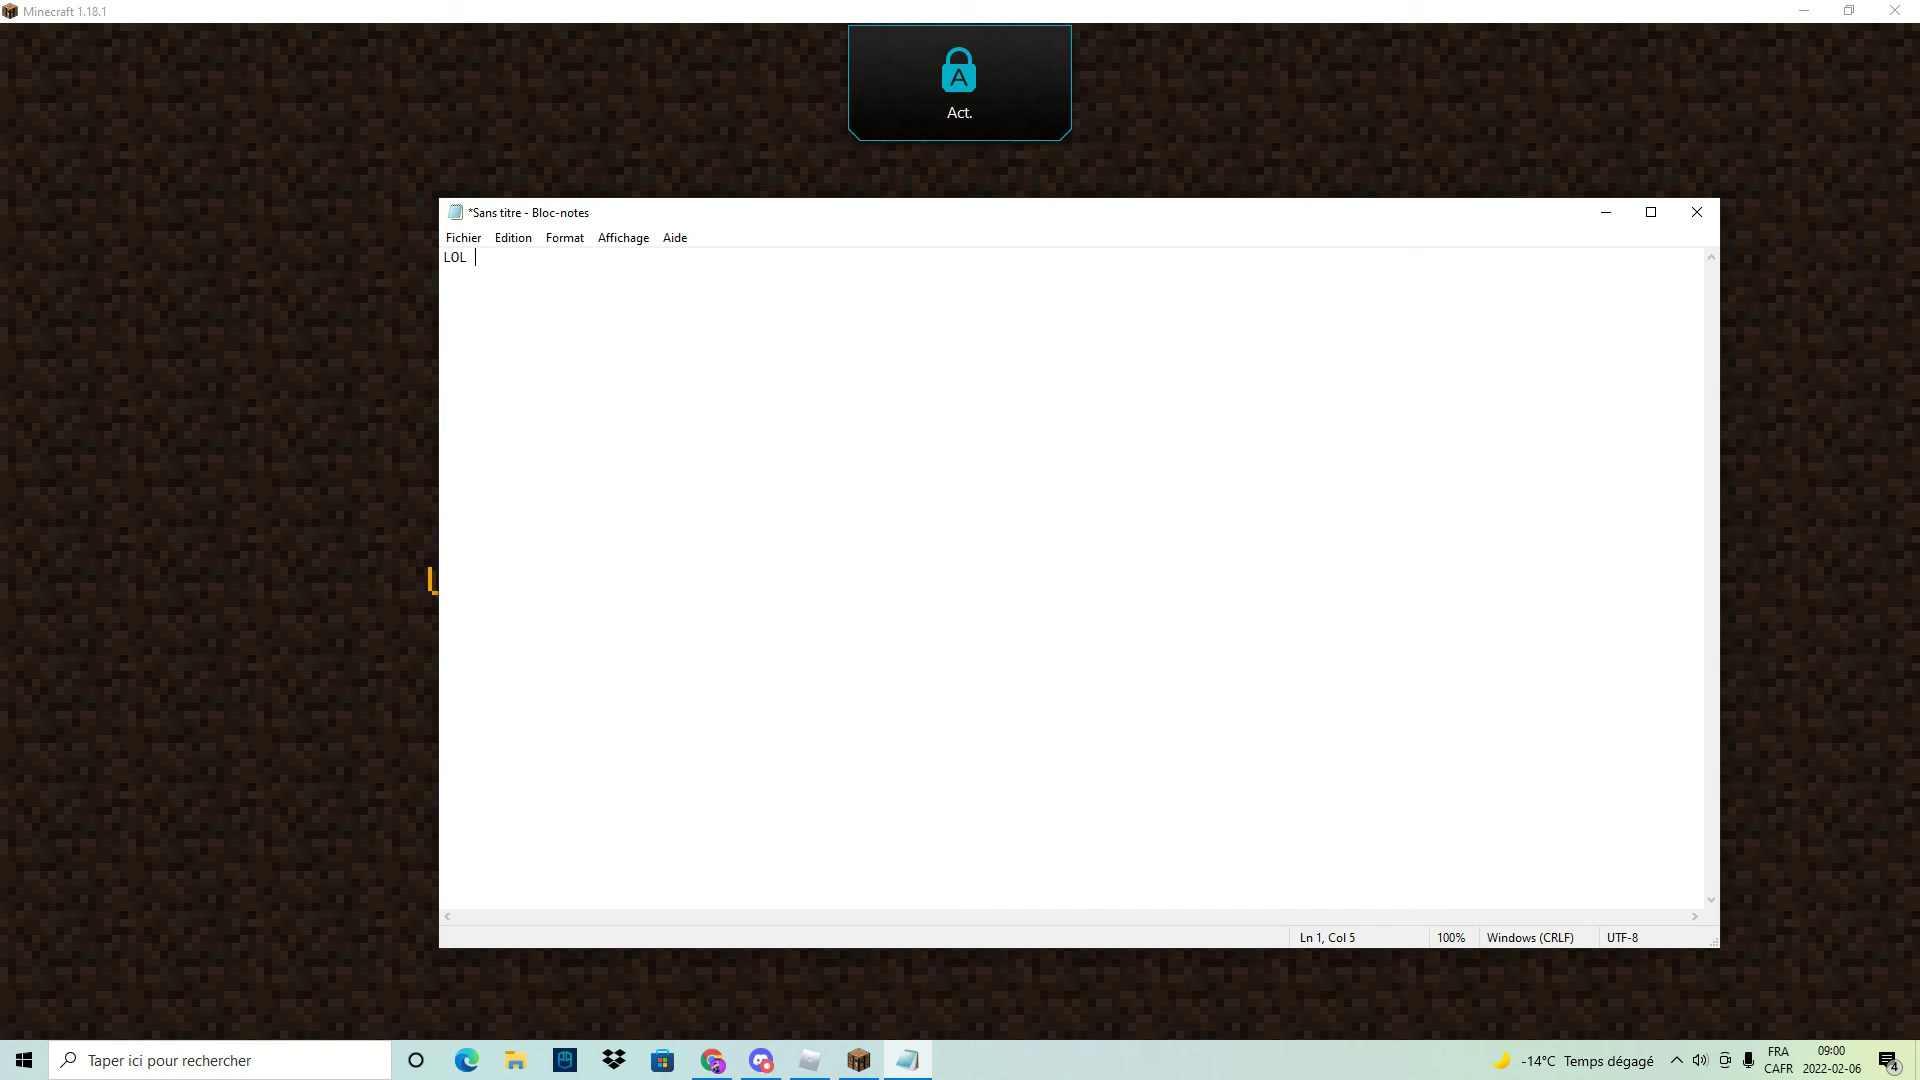 Minecraft 1.18.1
A
Act.
*Sans titre - Bloc-notes
Fichier Edition Format Affichage Aide
LOL
Ln 1, Col 5 100% Windows (CRLF) UTF-8
Taper ici pour rechercher
-14°C Temps dégagé
FRA
CAFR
09:00
2022-02-06
4